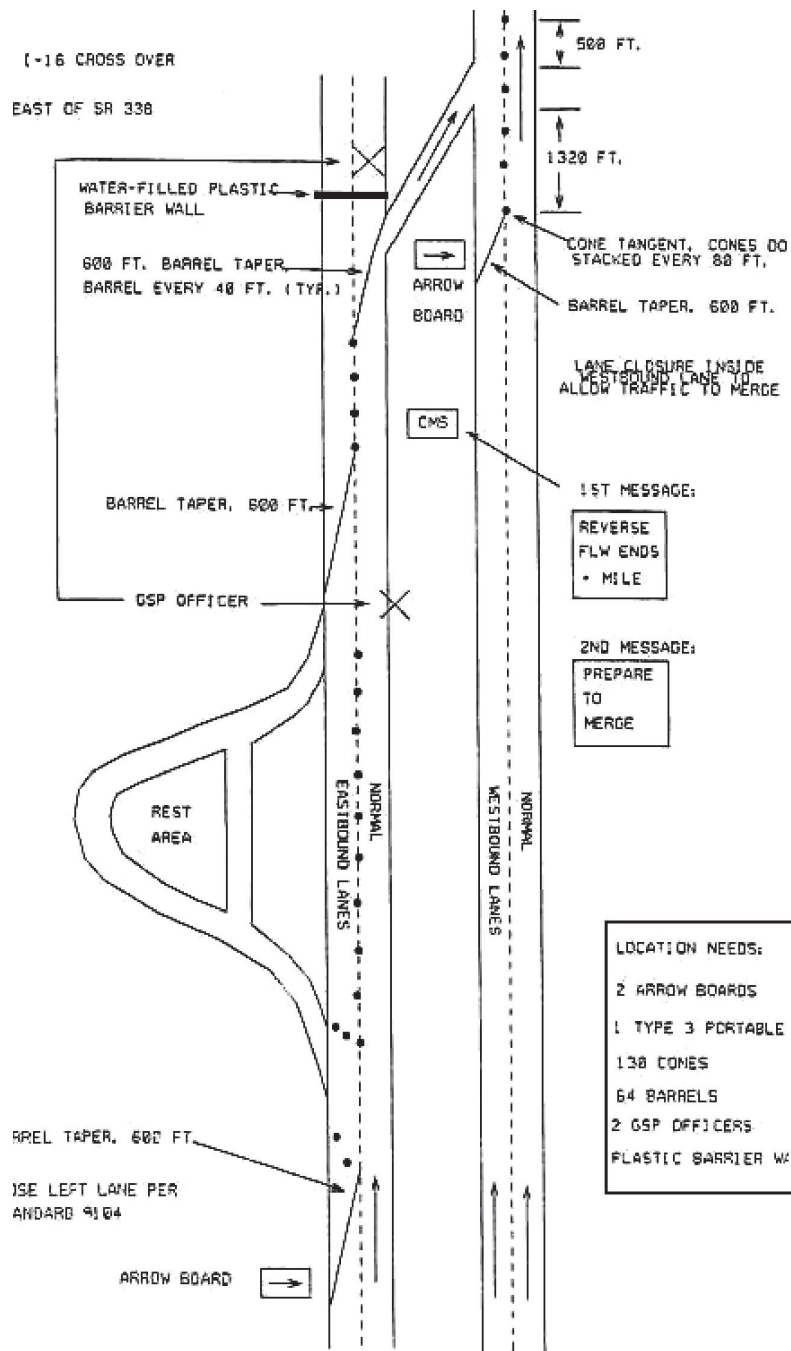 I-16 CROSS OVER
EAST OF SR 338
500 FT.
1320 FT.
WATER-FILLED PLASTIC
BARRIER WALL
600 FT. BARREL TAPER,
BARREL EVERY 40 FT. (TYP.)
ARROW
BOARD
CONE TANGENT, CONES DO
STACKED EVERY 80 FT.
BARREL TAPER, 600 FT.
LANE CLOSURE INSIDE
WESTBOUND LANE TO
ALLOW TRAFFIC TO MERGE
CMS
BARREL TAPER, 600 FT.
1ST MESSAGE:
REVERSE
FLW ENDS
* MILE
GSP OFFICER
2ND MESSAGE:
PREPARE
TO
MERGE
REST
AREA
NORMAL
EASTBOUND LANES
NORMAL
WESTBOUND LANES
LOCATION NEEDS:
2 ARROW BOARDS
1 TYPE 3 PORTABLE
130 CONES
64 BARRELS
2 GSP OFFICERS
PLASTIC BARRIER WA
RREL TAPER, 600 FT.
OSE LEFT LANE PER
ANDARD 9104
ARROW BOARD